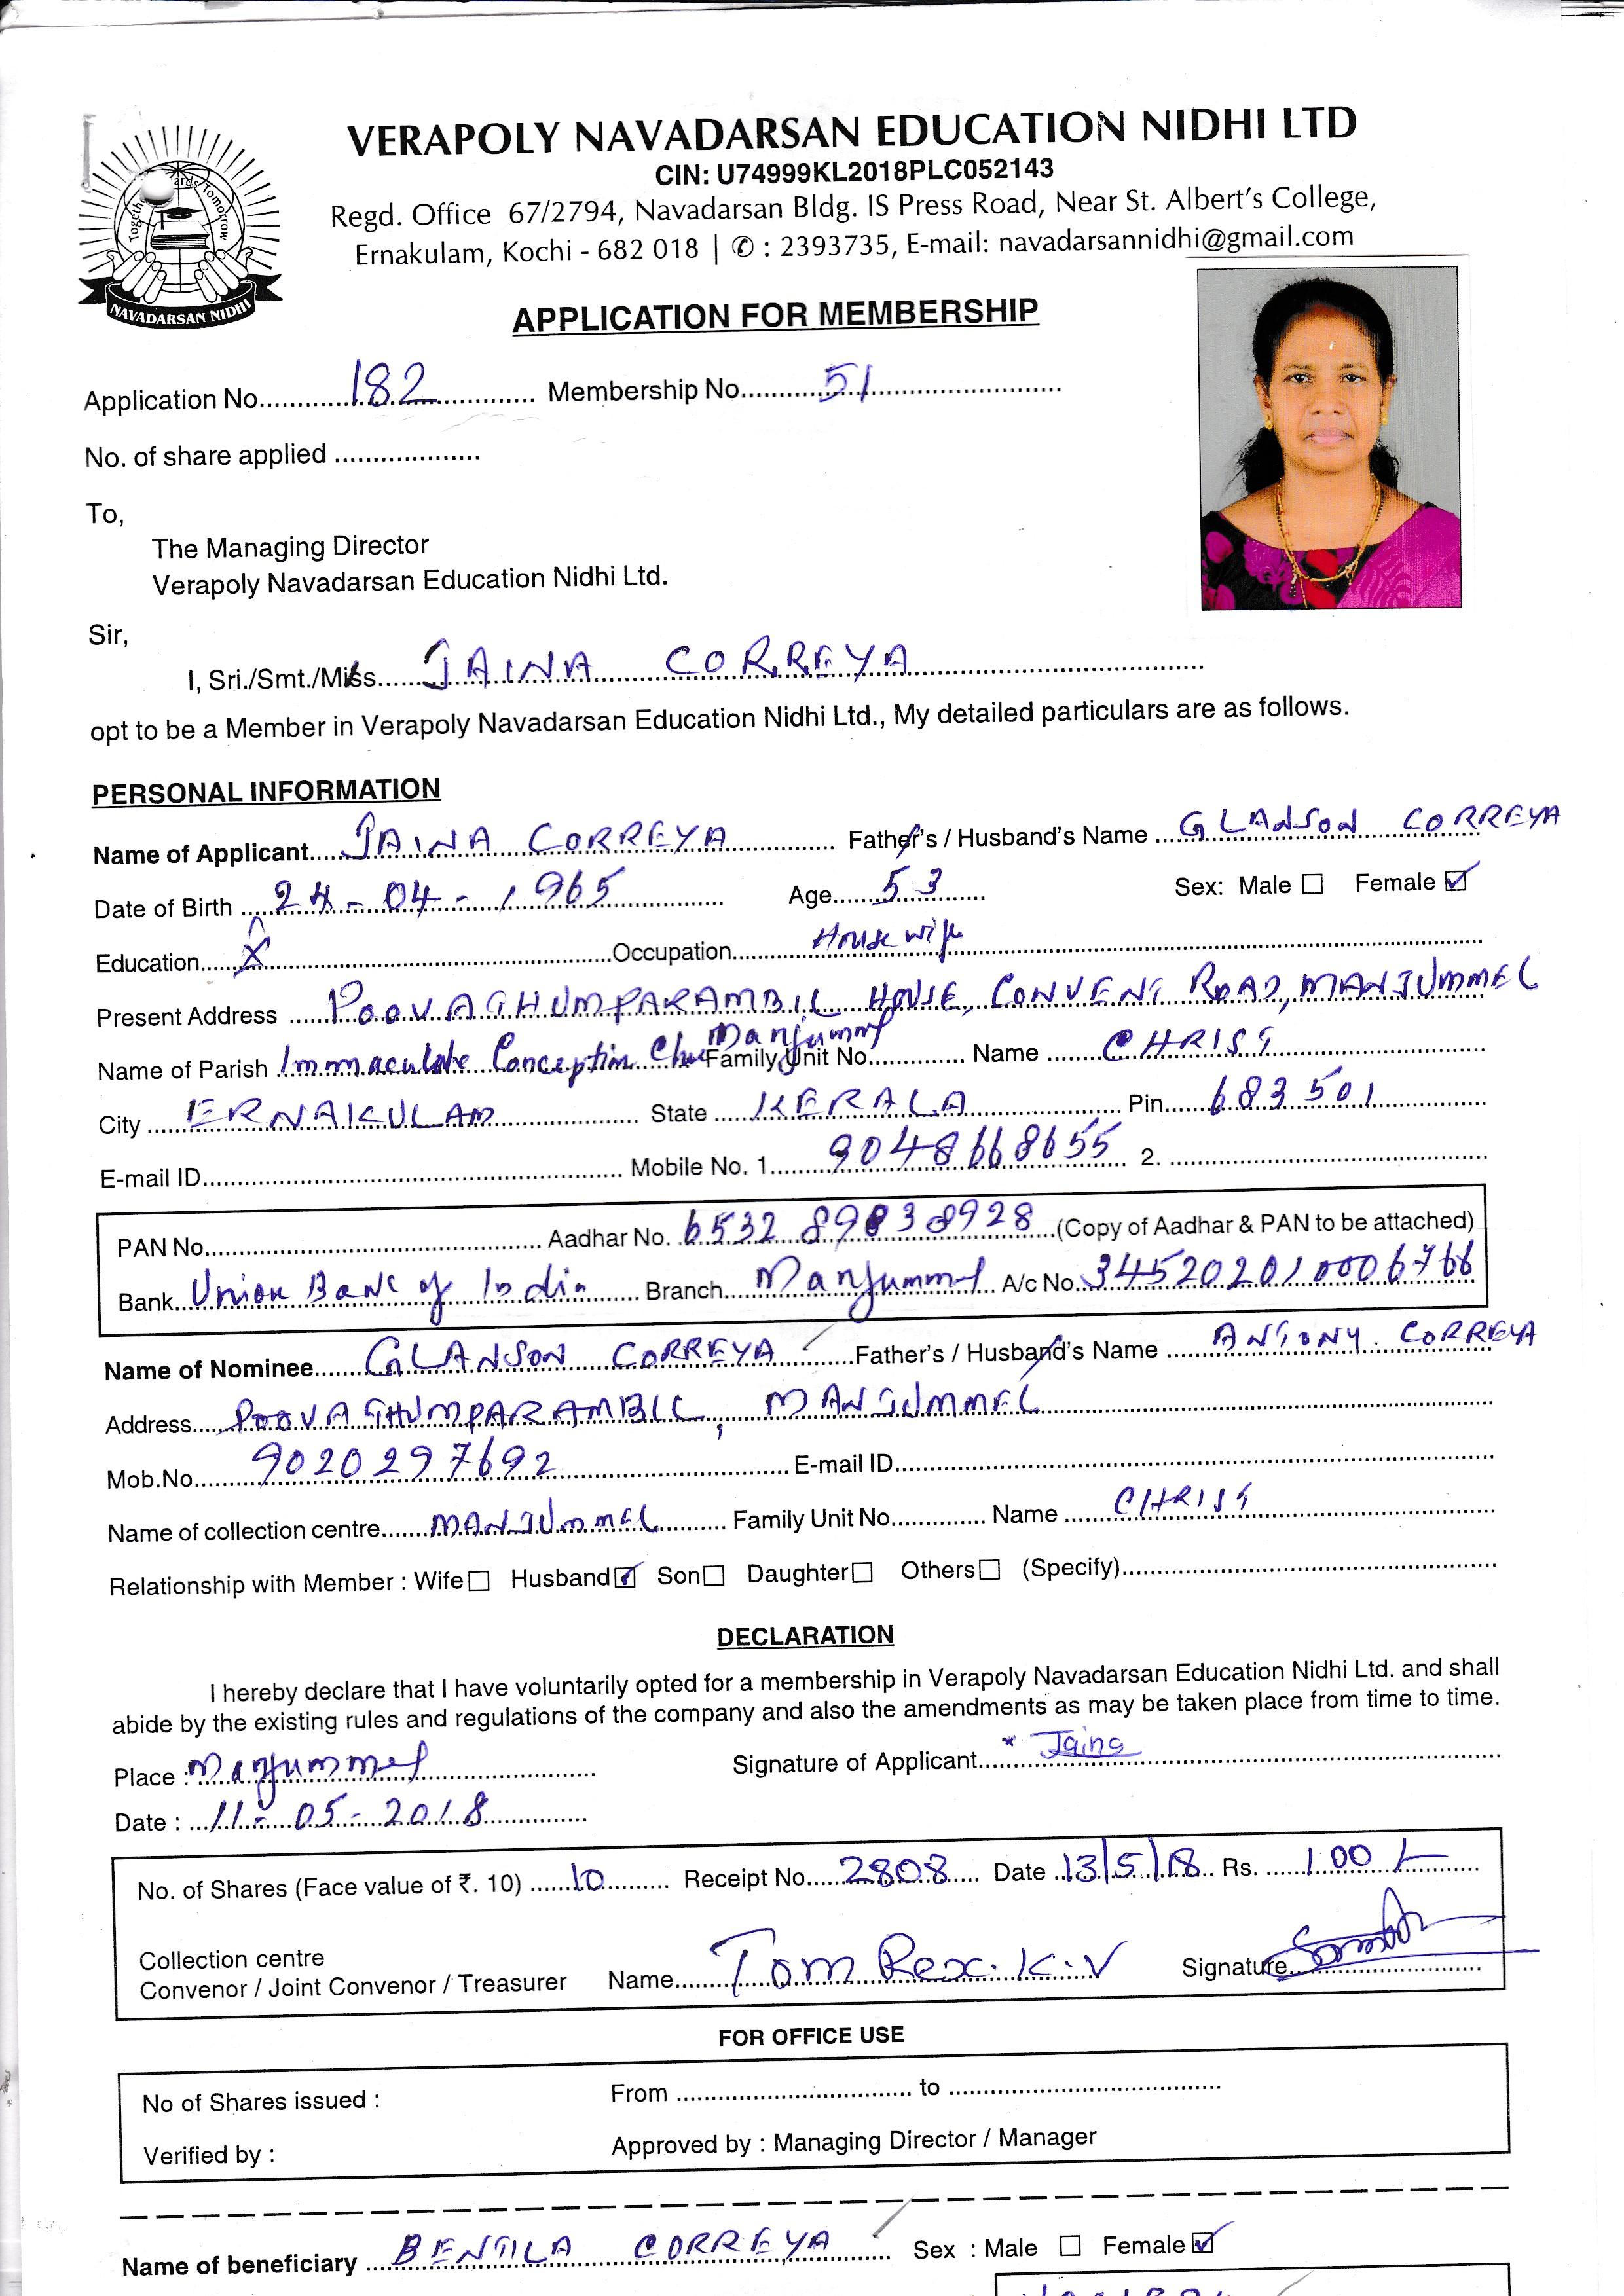 VERAPOLY NAVADARSAN EDUCATION NIDHI LTD
CIN: U74999KL2018PLC052143
Regd. Office 67/2794, Navadarsan Bldg. IS Press Road, Near St. Albert's College,
Ernakulam, Kochi - 682 018 | ✆ : 2393735, E-mail: navadarsannidhi@gmail.com
NAVADARSAN NIDHI
APPLICATION FOR MEMBERSHIP
Application No. 182 Membership No. 51
No. of share applied
To,
The Managing Director
Verapoly Navadarsan Education Nidhi Ltd.
Sir,
I, Sri./Smt./Miss. JAINA CORREYA
opt to be a Member in Verapoly Navadarsan Education Nidhi Ltd., My detailed particulars are as follows.
PERSONAL INFORMATION
Name of Applicant JAINA CORREYA Father's / Husband's Name GLANSON CORREYA
Date of Birth 24-04-1965 Age 53 Sex: Male ☐ Female ☑
Education X Occupation House wife
Present Address POOVATHUMPARAMBIL HOUSE, CONVENT ROAD, MANJUMMEL
Name of Parish Immaculate Conception Manjummel Family Unit No. Name CHRIST
City ERNAKULAM State KERALA Pin 683501
E-mail ID Mobile No. 1 9048668655 2.
PAN No. Aadhar No. 6532 8983 8928 (Copy of Aadhar & PAN to be attached)
Bank Union Bank of India Branch Manjummel A/c No. 345202010006766
Name of Nominee GLANSON CORREYA Father's / Husband's Name ANTONY CORREYA
Address POOVATHUMPARAMBIL, MANJUMMEL
Mob.No. 9020297692 E-mail ID
Name of collection centre MANJUMMEL Family Unit No. Name CHRIST
Relationship with Member : Wife ☐ Husband ☑ Son ☐ Daughter ☐ Others ☐ (Specify)
DECLARATION
I hereby declare that I have voluntarily opted for a membership in Verapoly Navadarsan Education Nidhi Ltd. and shall
abide by the existing rules and regulations of the company and also the amendments as may be taken place from time to time.
Place : Manjummel Signature of Applicant Jaina
Date : 11-05-2018
No. of Shares (Face value of ₹. 10) 10 Receipt No. 2808 Date 13/5/18 Rs. 100/-
Collection centre
Convenor / Joint Convenor / Treasurer Name Tom Rex. K.V Signature
FOR OFFICE USE
No of Shares issued : From to
Verified by : Approved by : Managing Director / Manager
Name of beneficiary BENTILA CORREYA Sex : Male ☐ Female ☑